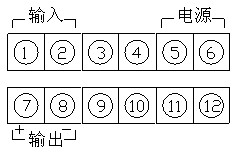 输入 电源
① ② ③ ④ ⑤ ⑥
⑦ ⑧ ⑨ ⑩ ⑪ ⑫
+ −
输出